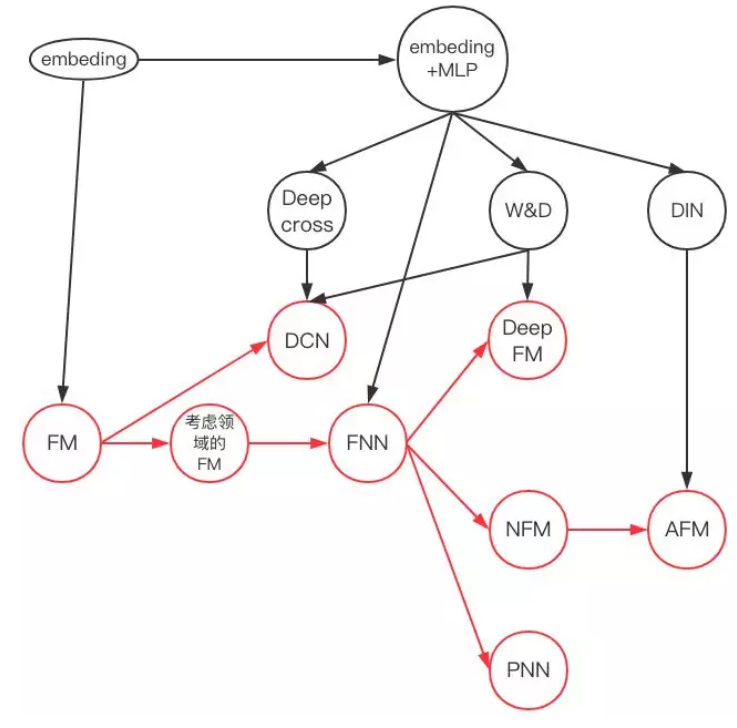 embeding
embeding
+MLP
Deep
cross
W&D
DIN
DCN
Deep
FM
FM
考虑领
域的
FM
FNN
NFM
AFM
PNN